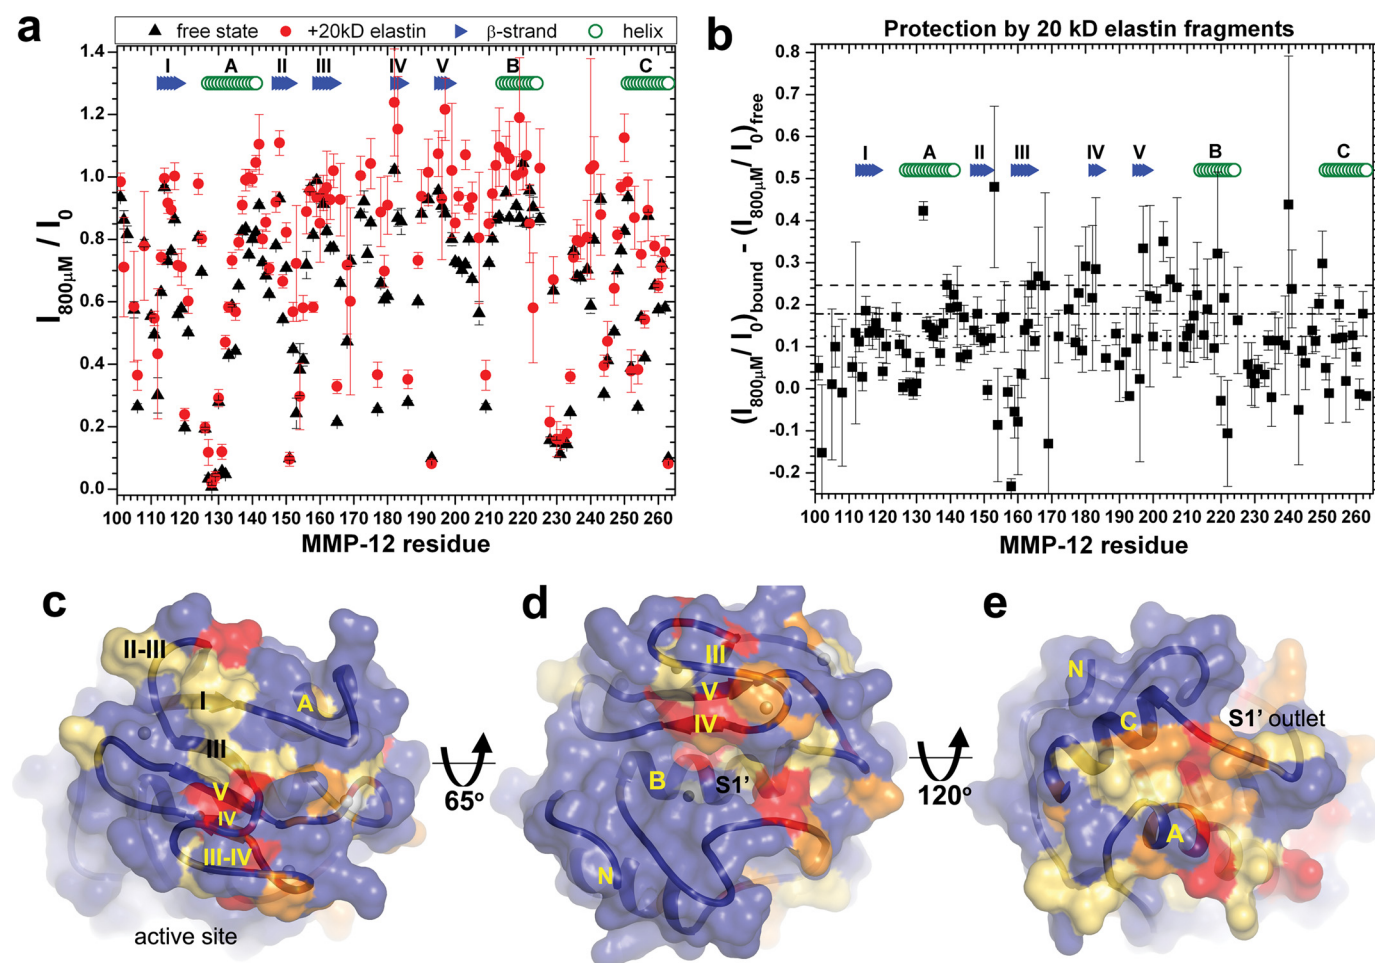 a
▲ free state ● +20kD elastin ▶ β-strand ○ helix
I A II III IV V B C
I800μM / I0
1.4
1.2
1.0
0.8
0.6
0.4
0.2
0.0
100 110 120 130 140 150 160 170 180 190 200 210 220 230 240 250 260
MMP-12 residue
b
Protection by 20 kD elastin fragments
I A II III IV V B C
(I800μM/ I0)bound - (I800μM/ I0)free
0.8
0.7
0.6
0.5
0.4
0.3
0.2
0.1
0.0
-0.1
-0.2
100 110 120 130 140 150 160 170 180 190 200 210 220 230 240 250 260
MMP-12 residue
c
II-III
I
A
III
V
IV
III-IV
active site
65o
d
III
V
IV
B
S1’
N
120o
e
N
C
S1’ outlet
A